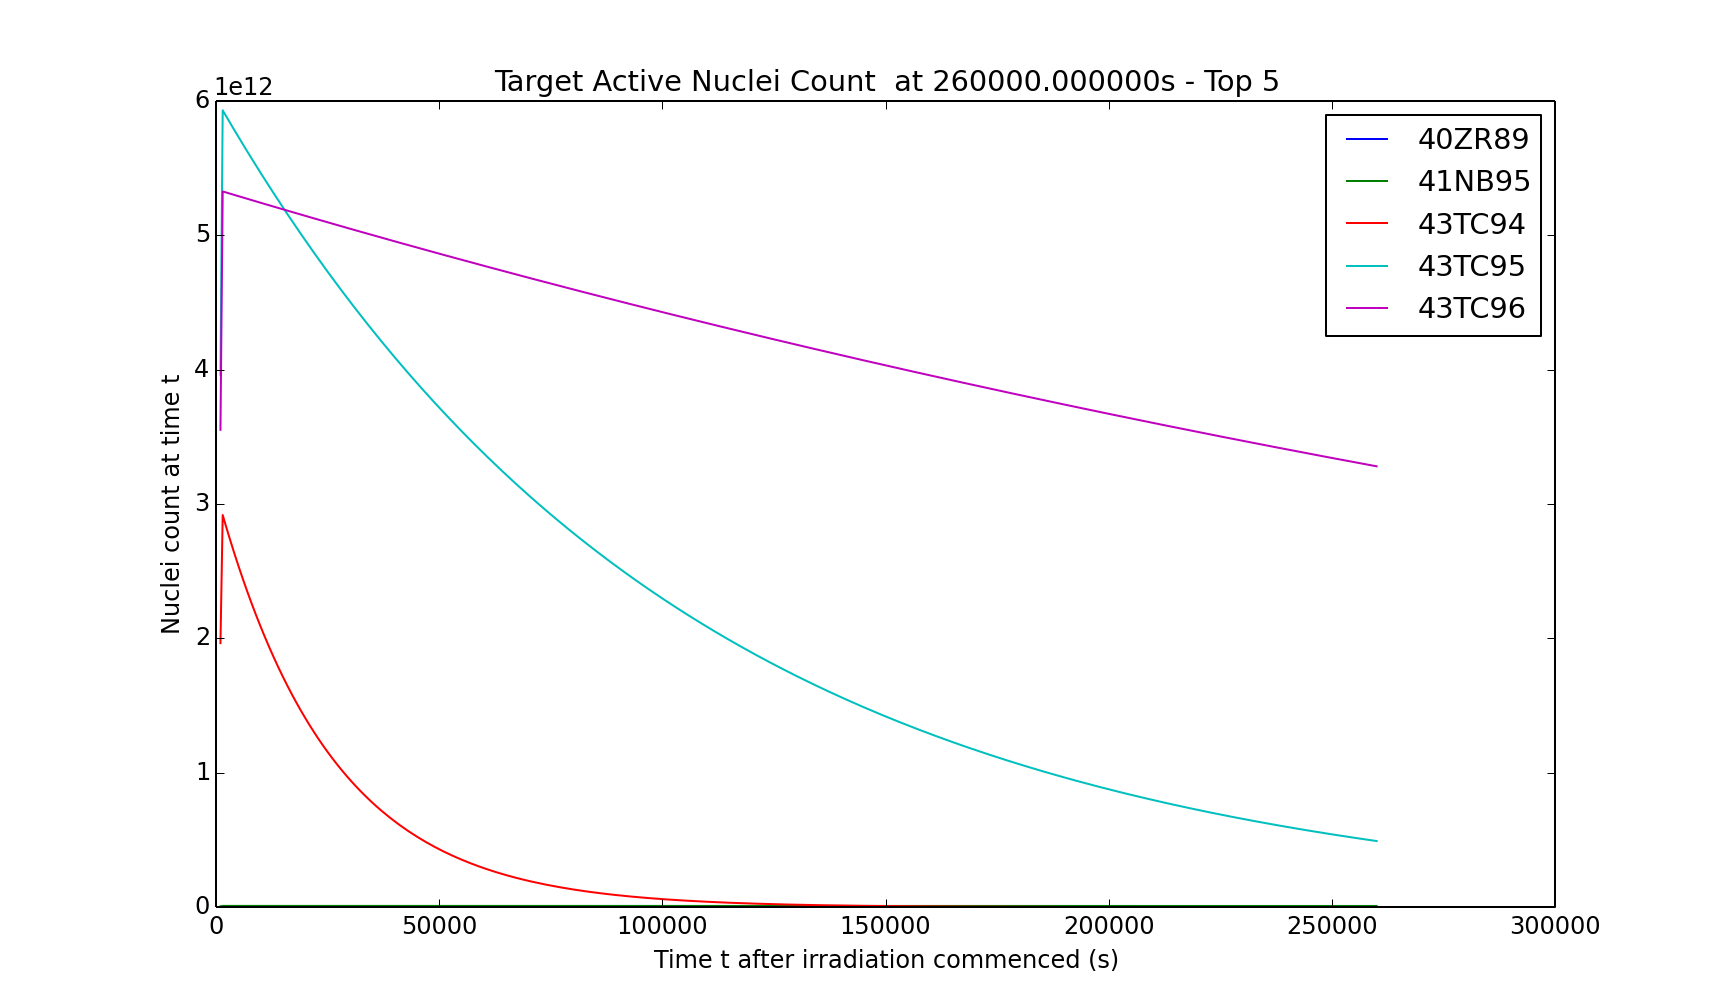 Target Active Nuclei Count  at 260000.000000s - Top 5
1e12
6
5
4
3
2
1
0
Nuclei count at time t
40ZR89
41NB95
43TC94
43TC95
43TC96
0 50000 100000 150000 200000 250000 300000
Time t after irradiation commenced (s)